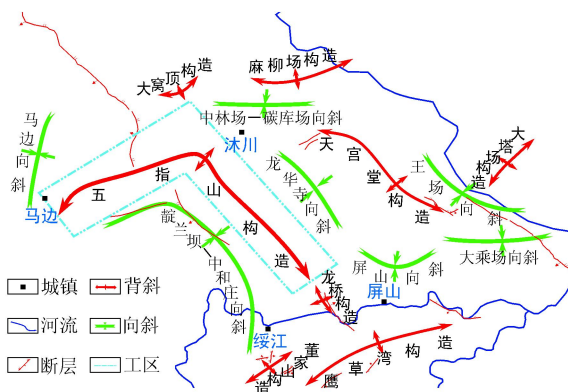 大窝顶构造
麻柳场构造
中林场—碳库场向斜
沐川
马边向斜
马边
五指山构造
龙华寺向斜
天宫堂构造
王场向斜
大塔场构造
大乘场向斜
靛兰坝—中和庄向斜
龙桥构造
屏山向斜
屏山
绥江
董家山构造
鹰草湾构造
城镇
背斜
河流
向斜
断层
工区